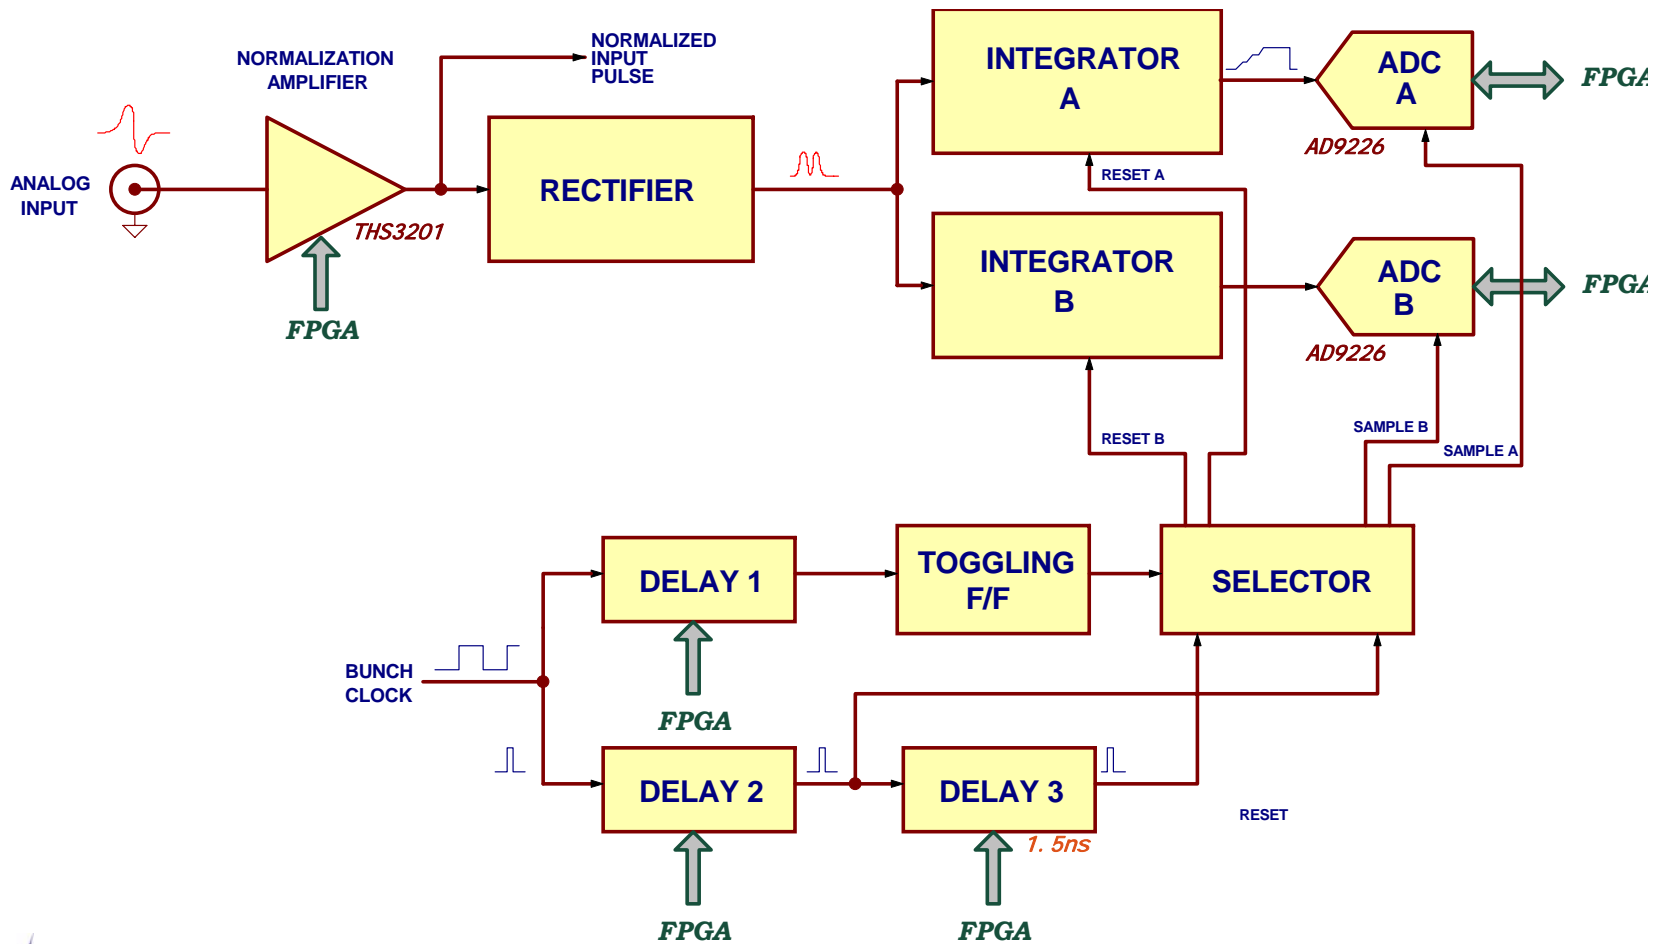 NORMALIZATION
AMPLIFIER
NORMALIZED
INPUT
PULSE
INTEGRATOR
A
ADC
A
FPGA
AD9226
ANALOG
INPUT
RECTIFIER
RESET A
THS3201
FPGA
INTEGRATOR
B
ADC
B
FPGA
AD9226
RESET B
SAMPLE B
SAMPLE A
DELAY 1
TOGGLING
F/F
SELECTOR
BUNCH
CLOCK
FPGA
DELAY 2
DELAY 3
RESET
1.5ns
FPGA
FPGA